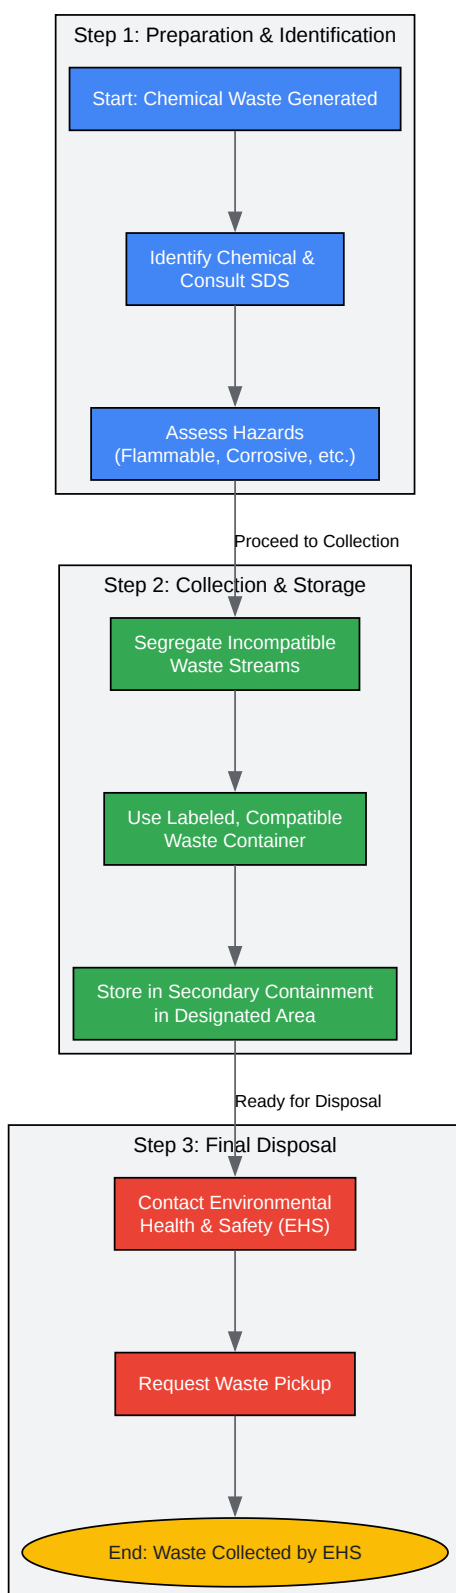 Step 1: Preparation & Identification
Start: Chemical Waste Generated
Identify Chemical &
Consult SDS
Assess Hazards
(Flammable, Corrosive, etc.)
Proceed to Collection
Step 2: Collection & Storage
Segregate Incompatible
Waste Streams
Use Labeled, Compatible
Waste Container
Store in Secondary Containment
in Designated Area
Ready for Disposal
Step 3: Final Disposal
Contact Environmental
Health & Safety (EHS)
Request Waste Pickup
End: Waste Collected by EHS